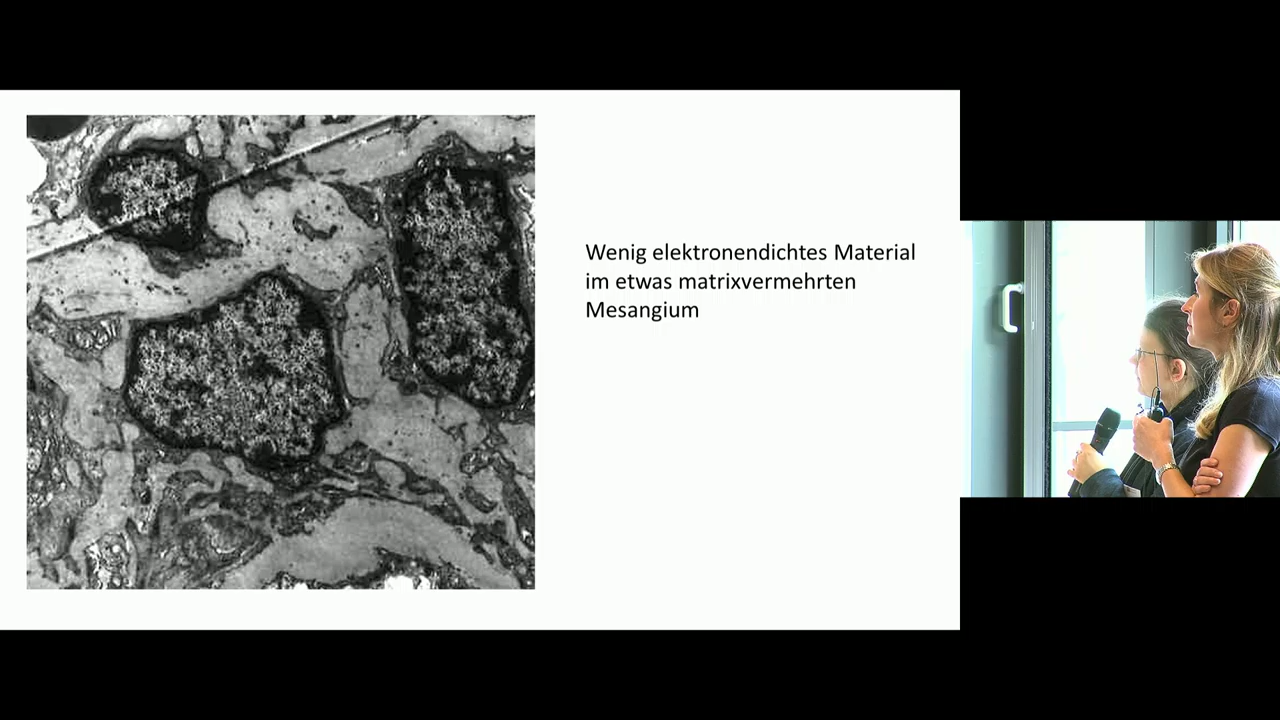 Wenig elektronendichtes Material
im etwas matrixvermehrten
Mesangium